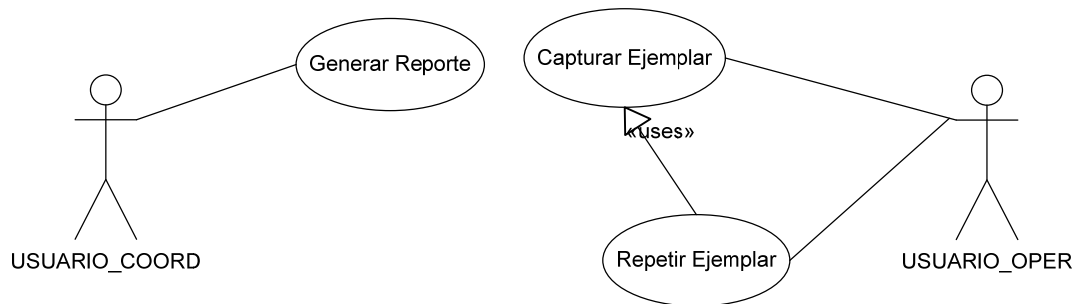 Generar Reporte
Capturar Ejemplar
«uses»
Repetir Ejemplar
USUARIO_COORD
USUARIO_OPER